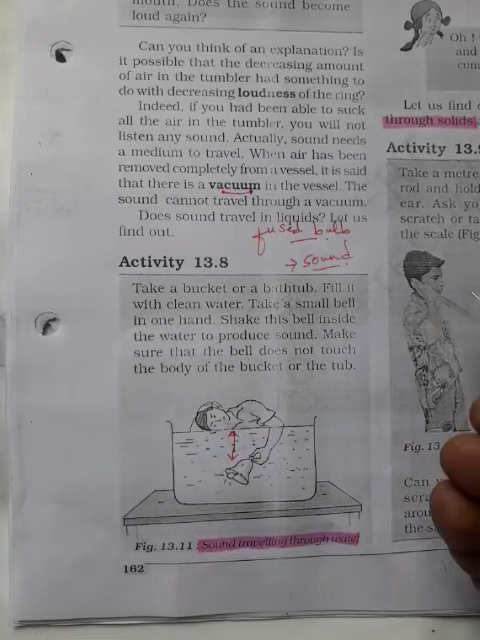 mouth. Does the sound become
loud again?
Can you think of an explanation? Is
it possible that the decreasing amount
of air in the tumbler had something to
do with decreasing loudness of the ring?
Indeed, if you had been able to suck
all the air in the tumbler, you will not
listen any sound. Actually, sound needs
a medium to travel. When air has been
removed completely from a vessel, it is said
that there is a vacuum in the vessel. The
sound cannot travel through a vacuum.
Does sound travel in liquids? Let us
find out.
fused bulb
→ sound
Activity 13.8
Take a bucket or a bathtub. Fill it
with clean water. Take a small bell
in one hand. Shake this bell inside
the water to produce sound. Make
sure that the bell does not touch
the body of the bucket or the tub.
Fig. 13.11 : Sound travelling through water
162
Oh !
and
Let us find
through solids
Activity 13.
Take a metre
rod and hold
ear. Ask yo
scratch or ta
the scale (Fig
Fig. 13
Can
scra
arou
the s